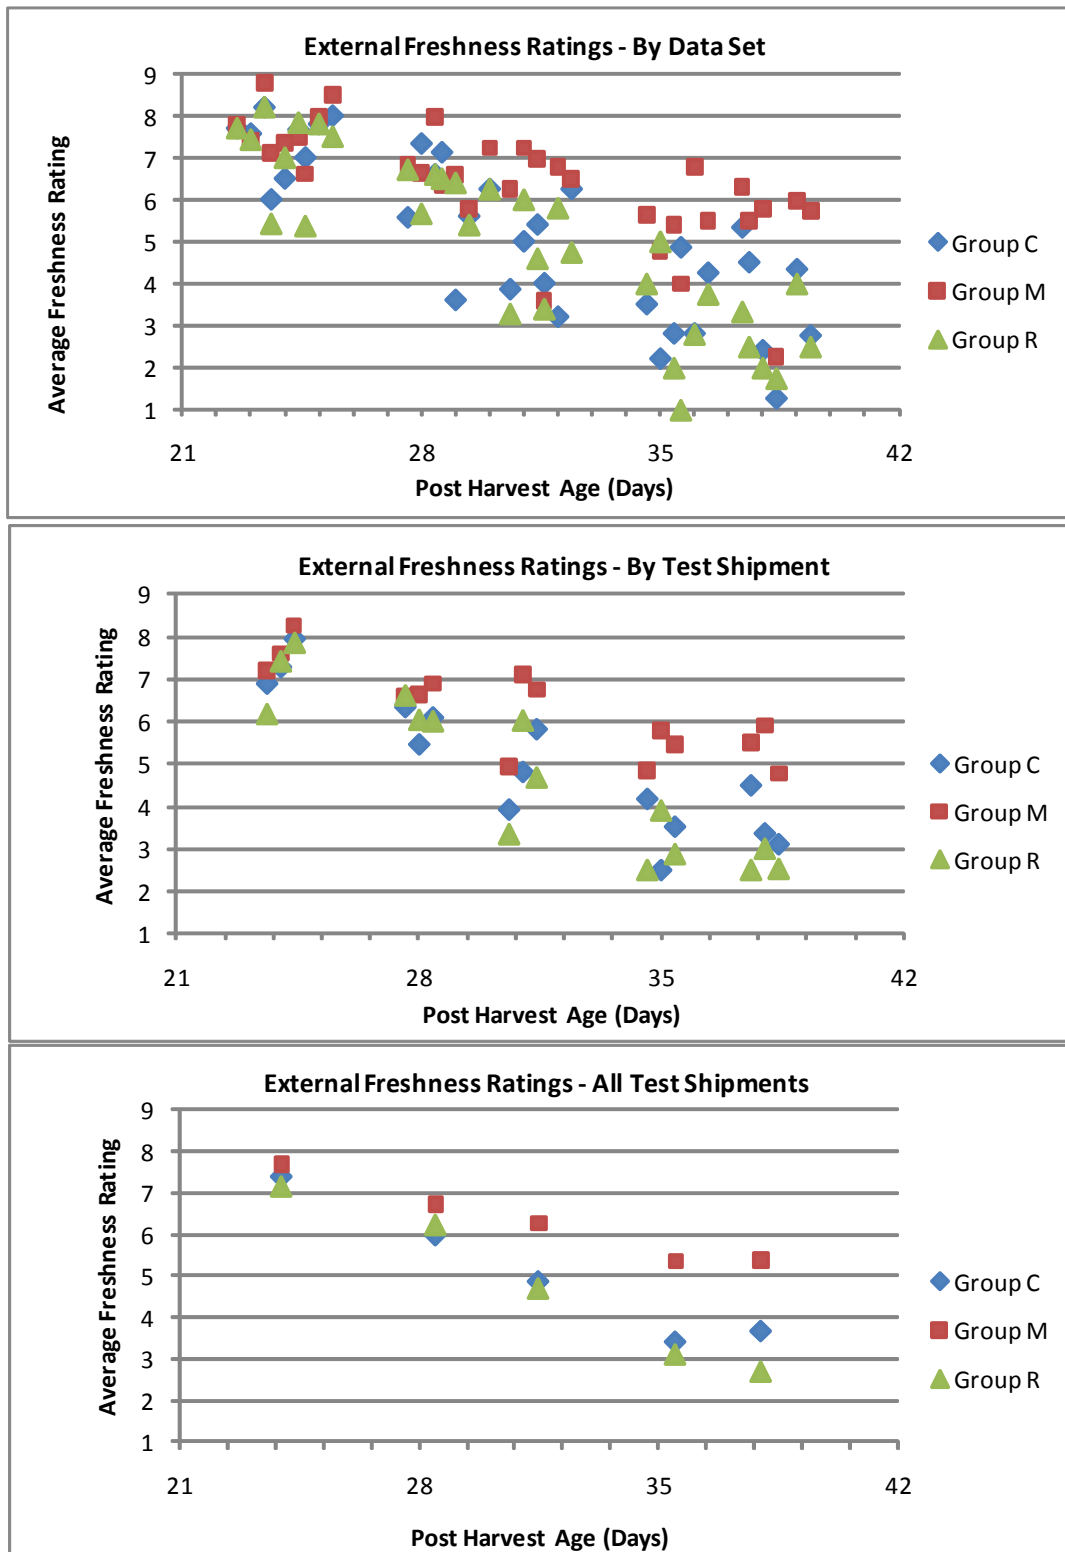 External Freshness Ratings - By Data Set
Average Freshness Rating
9
8
7
6
5
4
3
2
1
21 28 35 42
Post Harvest Age (Days)
Group C
Group M
Group R
External Freshness Ratings - By Test Shipment
Average Freshness Rating
9
8
7
6
5
4
3
2
1
21 28 35 42
Post Harvest Age (Days)
Group C
Group M
Group R
External Freshness Ratings - All Test Shipments
Average Freshness Rating
9
8
7
6
5
4
3
2
1
21 28 35 42
Post Harvest Age (Days)
Group C
Group M
Group R